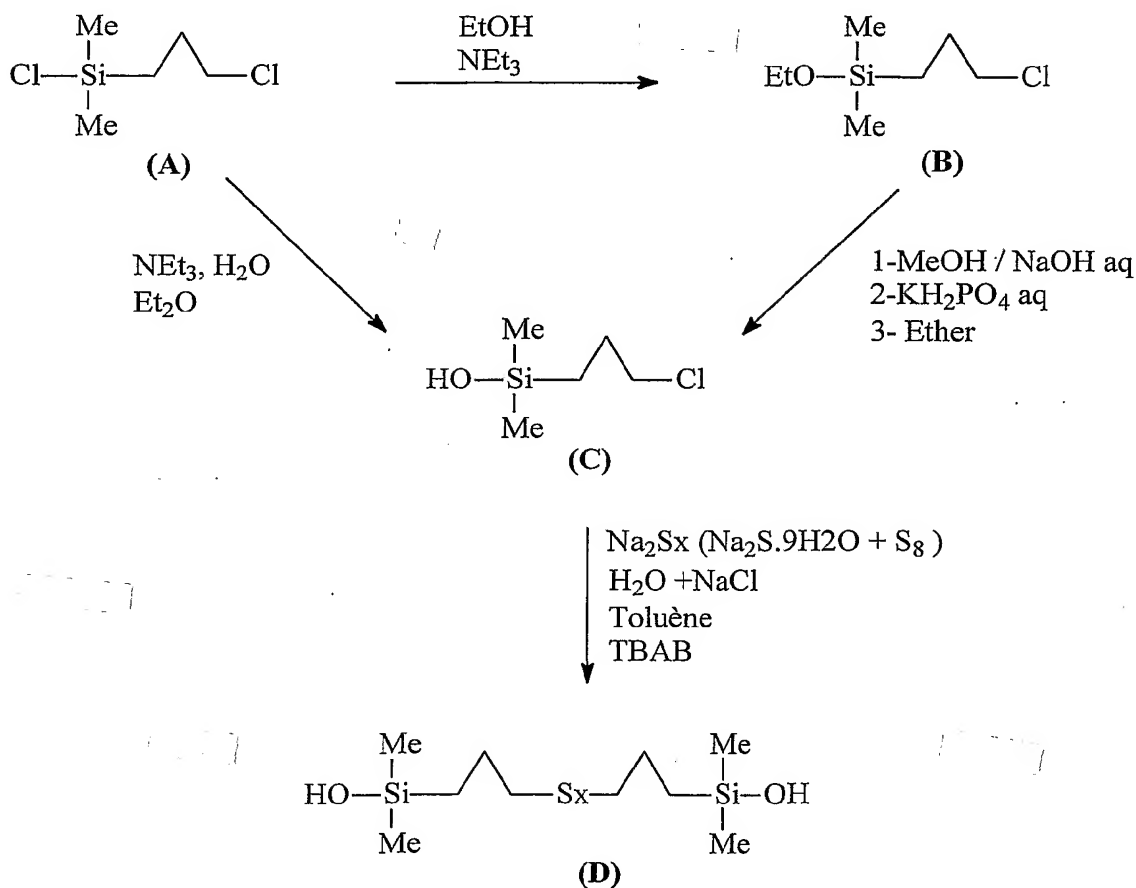 Me
Cl—Si
Cl
Me
(A)
EtOH
NEt3
Me
EtO—Si
Cl
Me
(B)
NEt3, H2O
Et2O
1-MeOH / NaOH aq
2-KH2PO4 aq
3- Ether
Me
HO—Si
Cl
Me
(C)
Na2Sx (Na2S.9H2O + S8 )
H2O +NaCl
Toluène
TBAB
Me
HO—Si
Sx
Me
Si—OH
Me
Me
(D)